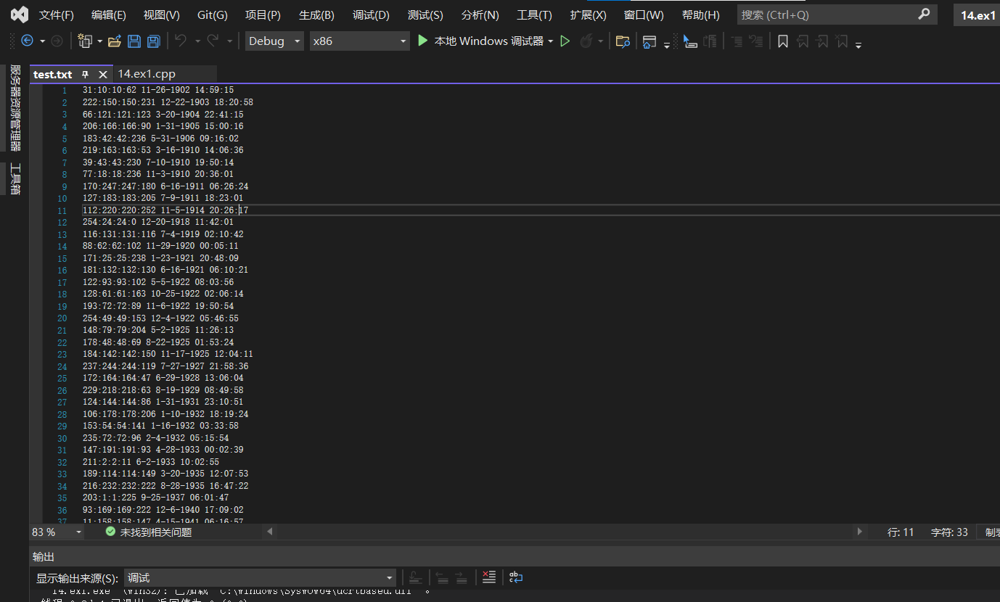 文件(F) 编辑(E) 视图(V) Git(G) 项目(P) 生成(B) 调试(D) 测试(S) 分析(N) 工具(T) 扩展(X) 窗口(W) 帮助(H) 搜索 (Ctrl+Q) 14.ex1
Debug x86 本地 Windows 调试器
服务器资源管理器
工具箱
test.txt 14.ex1.cpp
1 31:10:10:62 11-26-1902 14:59:15
2 222:150:150:231 12-22-1903 18:20:58
3 66:121:121:123 3-20-1904 22:41:15
4 206:166:166:90 1-31-1905 15:00:16
5 183:42:42:236 5-31-1906 09:16:02
6 219:163:163:53 3-16-1910 14:06:36
7 39:43:43:230 7-10-1910 19:50:14
8 77:18:18:236 11-3-1910 20:36:01
9 170:247:247:180 6-16-1911 06:26:24
10 127:183:183:205 7-9-1911 18:23:01
11 112:220:220:252 11-5-1914 20:26:17
12 254:24:24:0 12-20-1918 11:42:01
13 116:131:131:116 7-4-1919 02:10:42
14 88:62:62:102 11-29-1920 00:05:11
15 171:25:25:238 1-23-1921 20:48:09
16 181:132:132:130 6-16-1921 06:10:21
17 122:93:93:102 5-5-1922 08:03:56
18 128:61:61:163 10-25-1922 02:06:14
19 193:72:72:89 11-6-1922 19:50:54
20 254:49:49:153 12-4-1922 05:46:55
21 148:79:79:204 5-2-1925 11:26:13
22 178:48:48:69 8-22-1925 01:53:24
23 184:142:142:150 11-17-1925 12:04:11
24 237:244:244:119 7-27-1927 21:58:36
25 172:164:164:47 6-29-1928 13:06:04
26 229:218:218:63 8-19-1929 08:49:58
27 124:144:144:86 1-31-1931 23:10:51
28 106:178:178:206 1-10-1932 18:19:24
29 153:54:54:141 1-16-1932 03:33:58
30 235:72:72:96 2-4-1932 05:15:54
31 147:191:191:93 4-28-1933 00:02:39
32 211:2:2:11 6-2-1933 10:02:55
33 189:114:114:149 3-20-1935 12:07:53
34 216:232:232:222 8-28-1935 16:47:22
35 203:1:1:225 9-25-1937 06:01:47
36 93:169:169:222 12-6-1940 17:09:02
37 11:158:158:147 4-15-1941 06:16:57
83 % 未找到相关问题 行: 11 字符: 33
输出
显示输出来源(S): 调试